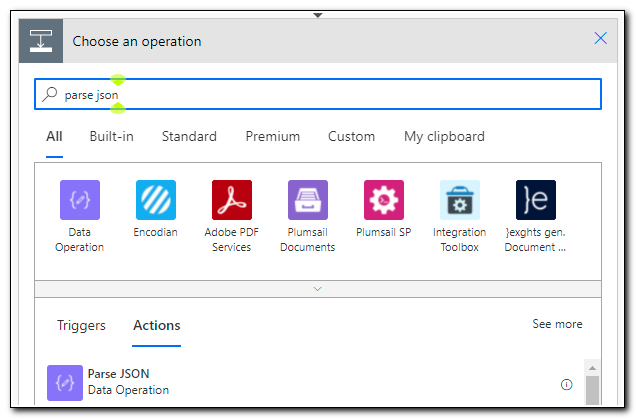 Choose an operation
parse json
All Built-in Standard Premium Custom My clipboard
Data Operation
Encodian
Adobe PDF Services
Plumsail Documents
Plumsail SP
Integration Toolbox
}exghts gen. Document ...
Triggers Actions See more
Parse JSON
Data Operation